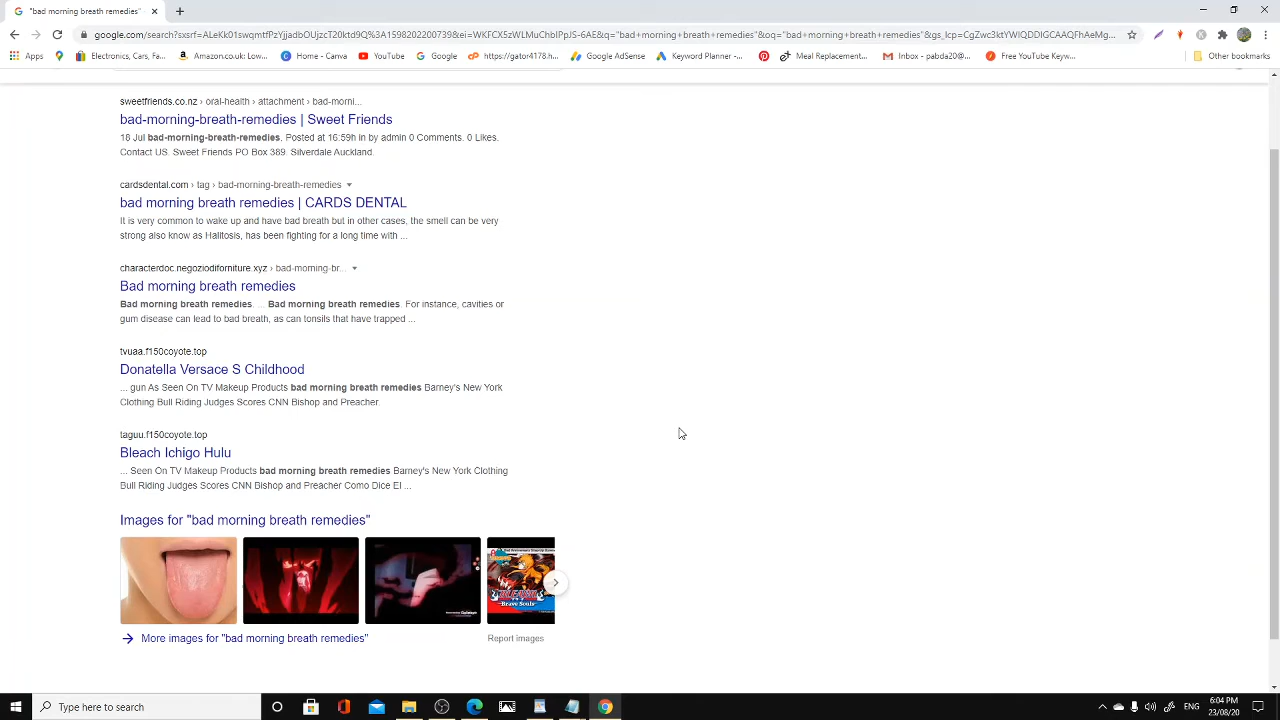 "bad morning breath remedies"
google.com/search?sxsrf=ALeKk01swqmtfPzYjjadbOUjzcT20ktd9Q%3A1598202200739&ei=WKFCX5zWLMuChbIPpJS-6AE&q="bad+morning+breath+remedies"&oq="bad+morning+breath+remedies"&gs_lcp=CgZwc3ktYWIQDDIGCAAQFhAeMg...
Apps
Electronics, Cars, Fa...
Amazon.co.uk: Low...
Home - Canva
YouTube
Google
https://gator4178.h...
Google AdSense
Keyword Planner -...
Meal Replacement...
Inbox - pabda20@...
Free YouTube Keyw...
Other bookmarks
sweetfriends.co.nz › oral-health › attachment › bad-morni...
bad-morning-breath-remedies | Sweet Friends
18 Jul bad-morning-breath-remedies. Posted at 16:59h in by admin 0 Comments. 0 Likes.
Contact US. Sweet Friends PO Box 389. Silverdale Auckland.
cardsdental.com › tag › bad-morning-breath-remedies
bad morning breath remedies | CARDS DENTAL
It is very common to wake up and have bad breath but in other cases, the smell can be very
strong also know as Halitosis, has been fighting for a long time with ...
characterdoc.negoziodiforniture.xyz › bad-morning-br...
Bad morning breath remedies
Bad morning breath remedies. ... Bad morning breath remedies. For instance, cavities or
gum disease can lead to bad breath, as can tonsils that have trapped ...
tvuaa.f150coyote.top
Donatella Versace S Childhood
... gun As Seen On TV Makeup Products bad morning breath remedies Barney's New York
Clothing Bull Riding Judges Scores CNN Bishop and Preacher.
taguu.f150coyote.top
Bleach Ichigo Hulu
... Seen On TV Makeup Products bad morning breath remedies Barney's New York Clothing
Bull Riding Judges Scores CNN Bishop and Preacher Como Dice El ...
Images for "bad morning breath remedies"
BLEACH
Brave Souls
More images for "bad morning breath remedies"
Report images
Type here to search
ENG
6:04 PM
23/08/20